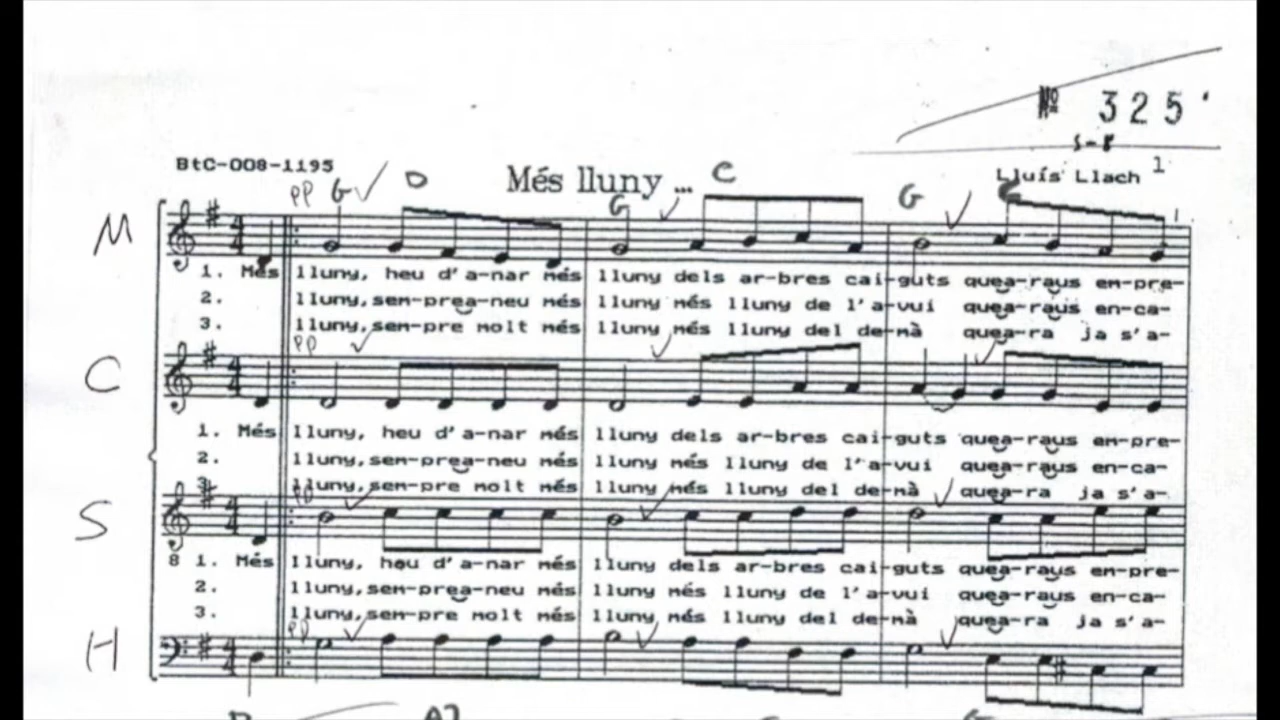 Nº 325
S-8
BtC-008-1195
Més lluny ...
Lluís Llach
1
pp G D G C G
M
1. Més lluny, heu d'a-nar més lluny dels ar-bres cai-guts quea-raus em-pre-
2. lluny,sem-prea-neu més lluny més lluny de l'a-vui quea-raus en-ca-
3. lluny,sem-pre molt més lluny més lluny del de-mà quea-ra ja s'a-
pp
C
1. Més lluny, heu d'a-nar més lluny dels ar-bres cai-guts quea-raus em-pre-
2. lluny,sem-prea-neu més lluny més lluny de l'a-vui quea-raus en-ca-
3. lluny,sem-pre molt més lluny més lluny del de-mà quea-ra ja s'a-
pp
S
8 1. Més lluny, heu d'a-nar més lluny dels ar-bres cai-guts quea-raus em-pre-
2. lluny,sem-prea-neu més lluny més lluny de l'a-vui quea-raus en-ca-
3. lluny,sem-pre molt més lluny més lluny del de-mà quea-ra ja s'a-
pp
H